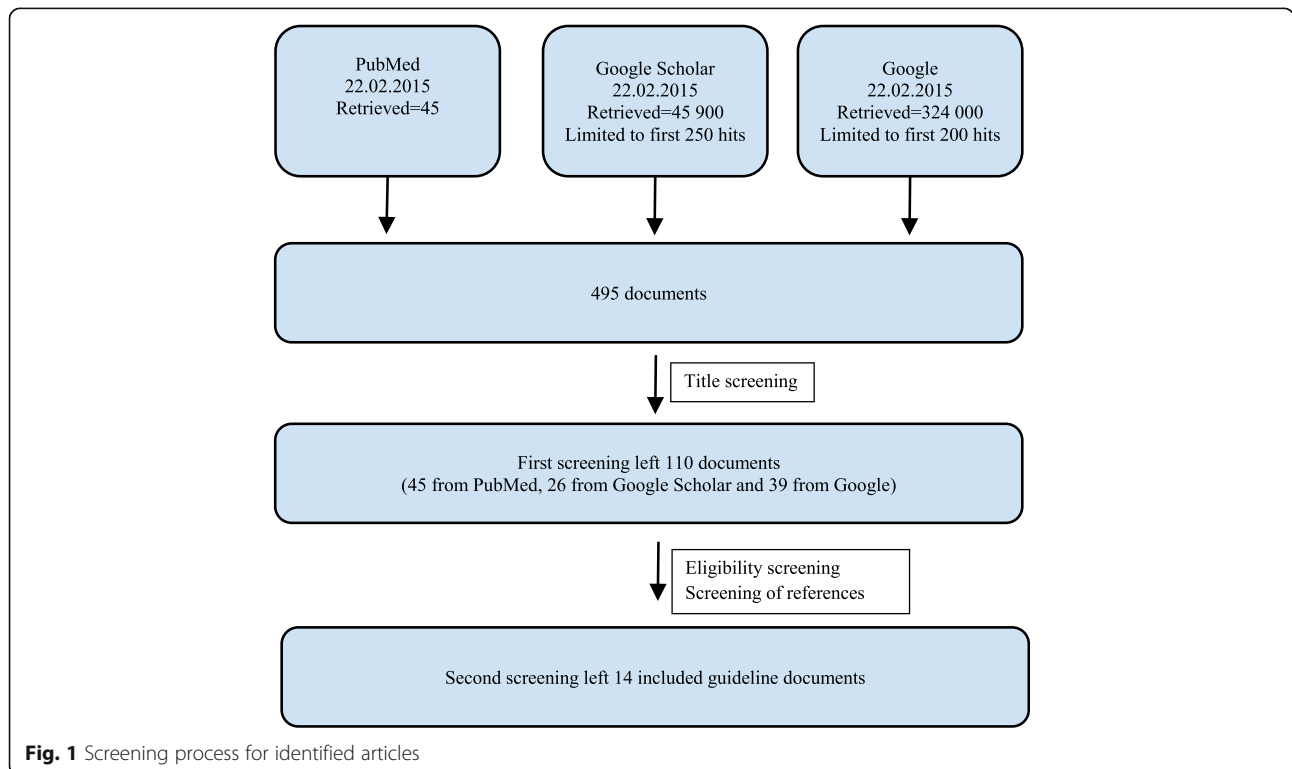 PubMed
22.02.2015
Retrieved=45
Google Scholar
22.02.2015
Retrieved=45 900
Limited to first 250 hits
Google
22.02.2015
Retrieved=324 000
Limited to first 200 hits
495 documents
Title screening
First screening left 110 documents
(45 from PubMed, 26 from Google Scholar and 39 from Google)
Eligibility screening
Screening of references
Second screening left 14 included guideline documents
Fig. 1 Screening process for identified articles